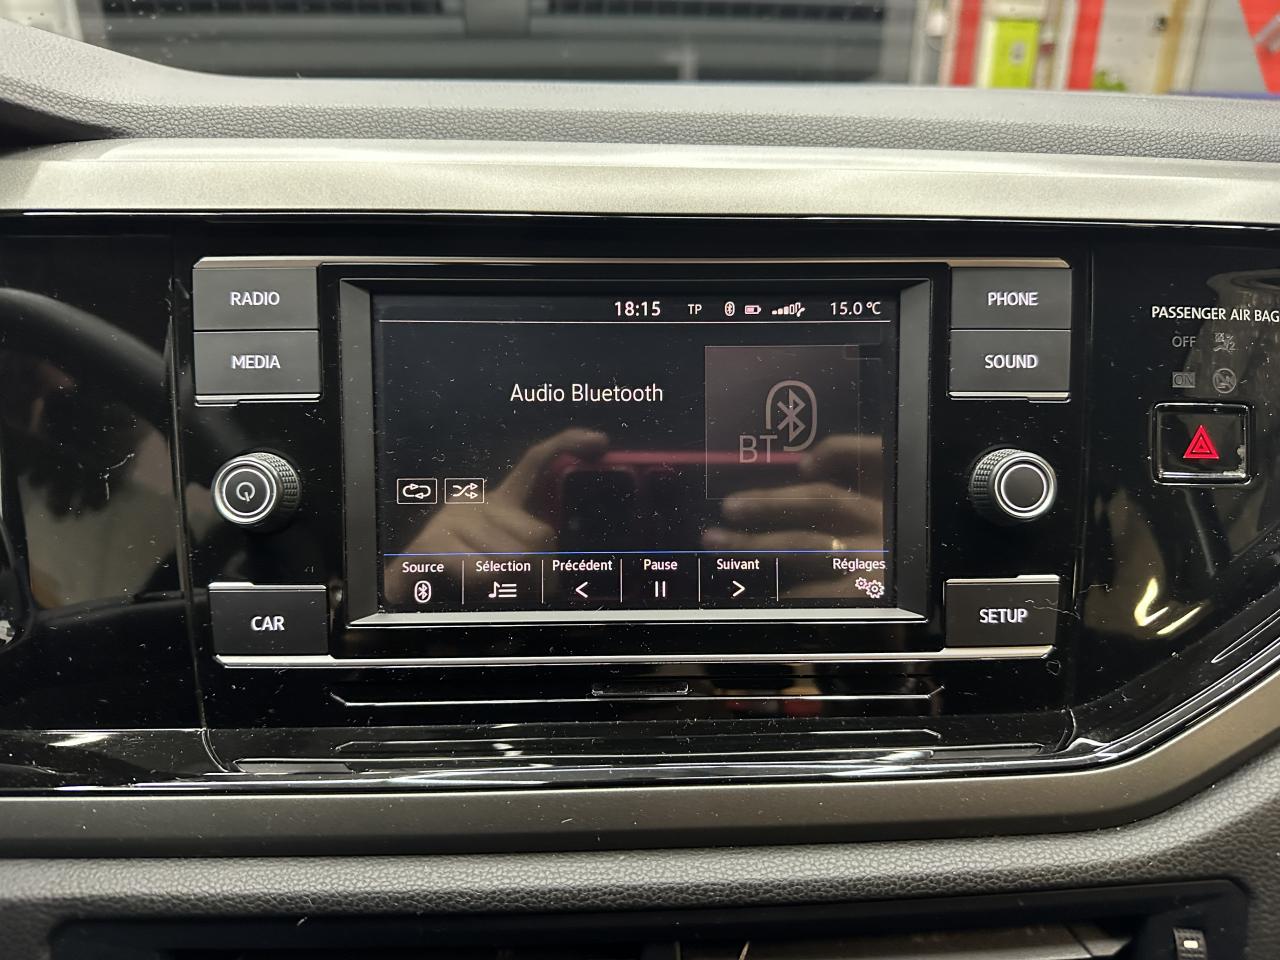 RADIO
MEDIA
CAR
18:15 TP 15.0 °C
Audio Bluetooth
BT
Source
Sélection
Précédent
Pause
Suivant
Réglages
PHONE
SOUND
SETUP
PASSENGER AIR BAG
OFF
ON